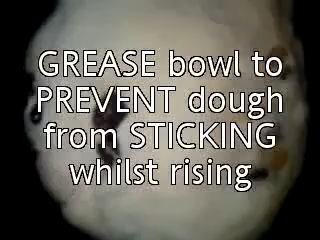 GREASE bowl to
PREVENT dough
from STICKING
whilst rising